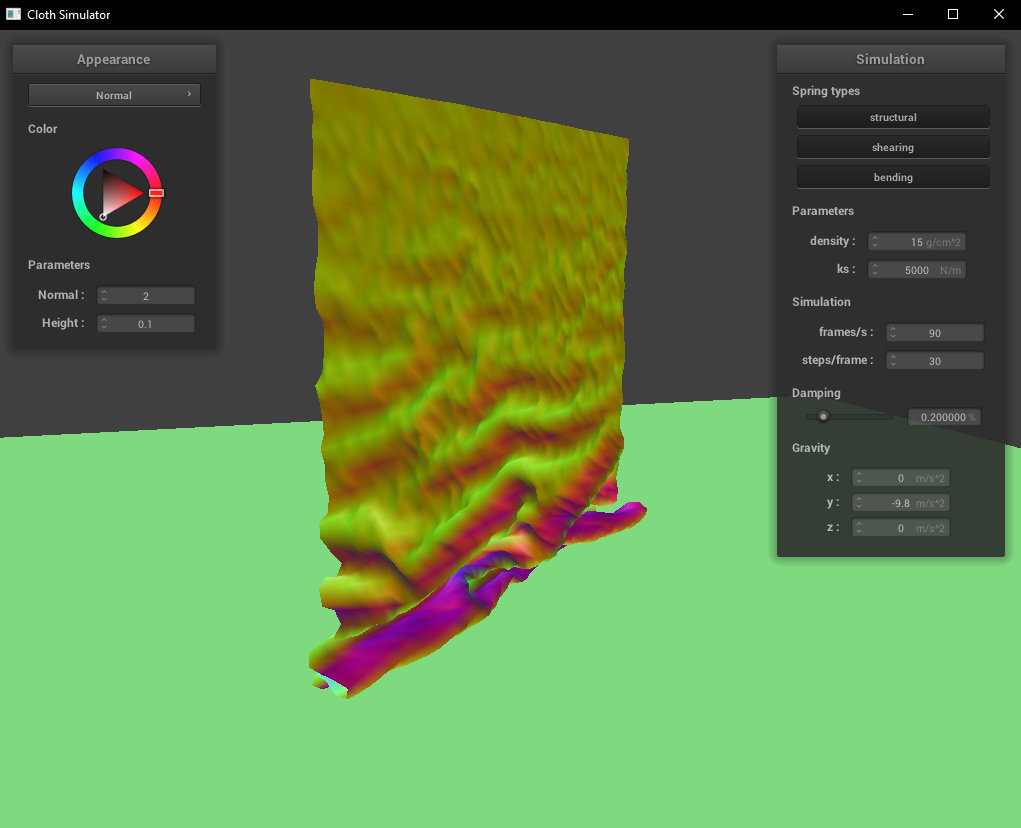 Cloth Simulator
Appearance
Normal
Color
Parameters
Normal : 2
Height : 0.1
Simulation
Spring types
structural
shearing
bending
Parameters
density : 15 g/cm^2
ks : 5000 N/m
Simulation
frames/s : 90
steps/frame : 30
Damping
0.200000 %
Gravity
x : 0 m/s^2
y : -9.8 m/s^2
z : 0 m/s^2